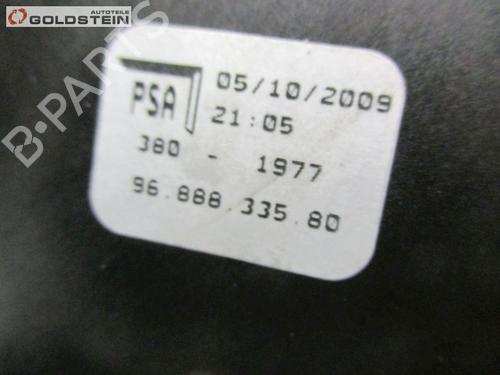 AUTOTEILE
GOLDSTEIN
B-PARTS
PSA
05/10/2009
21:05
380 - 1977
96.888.335.80